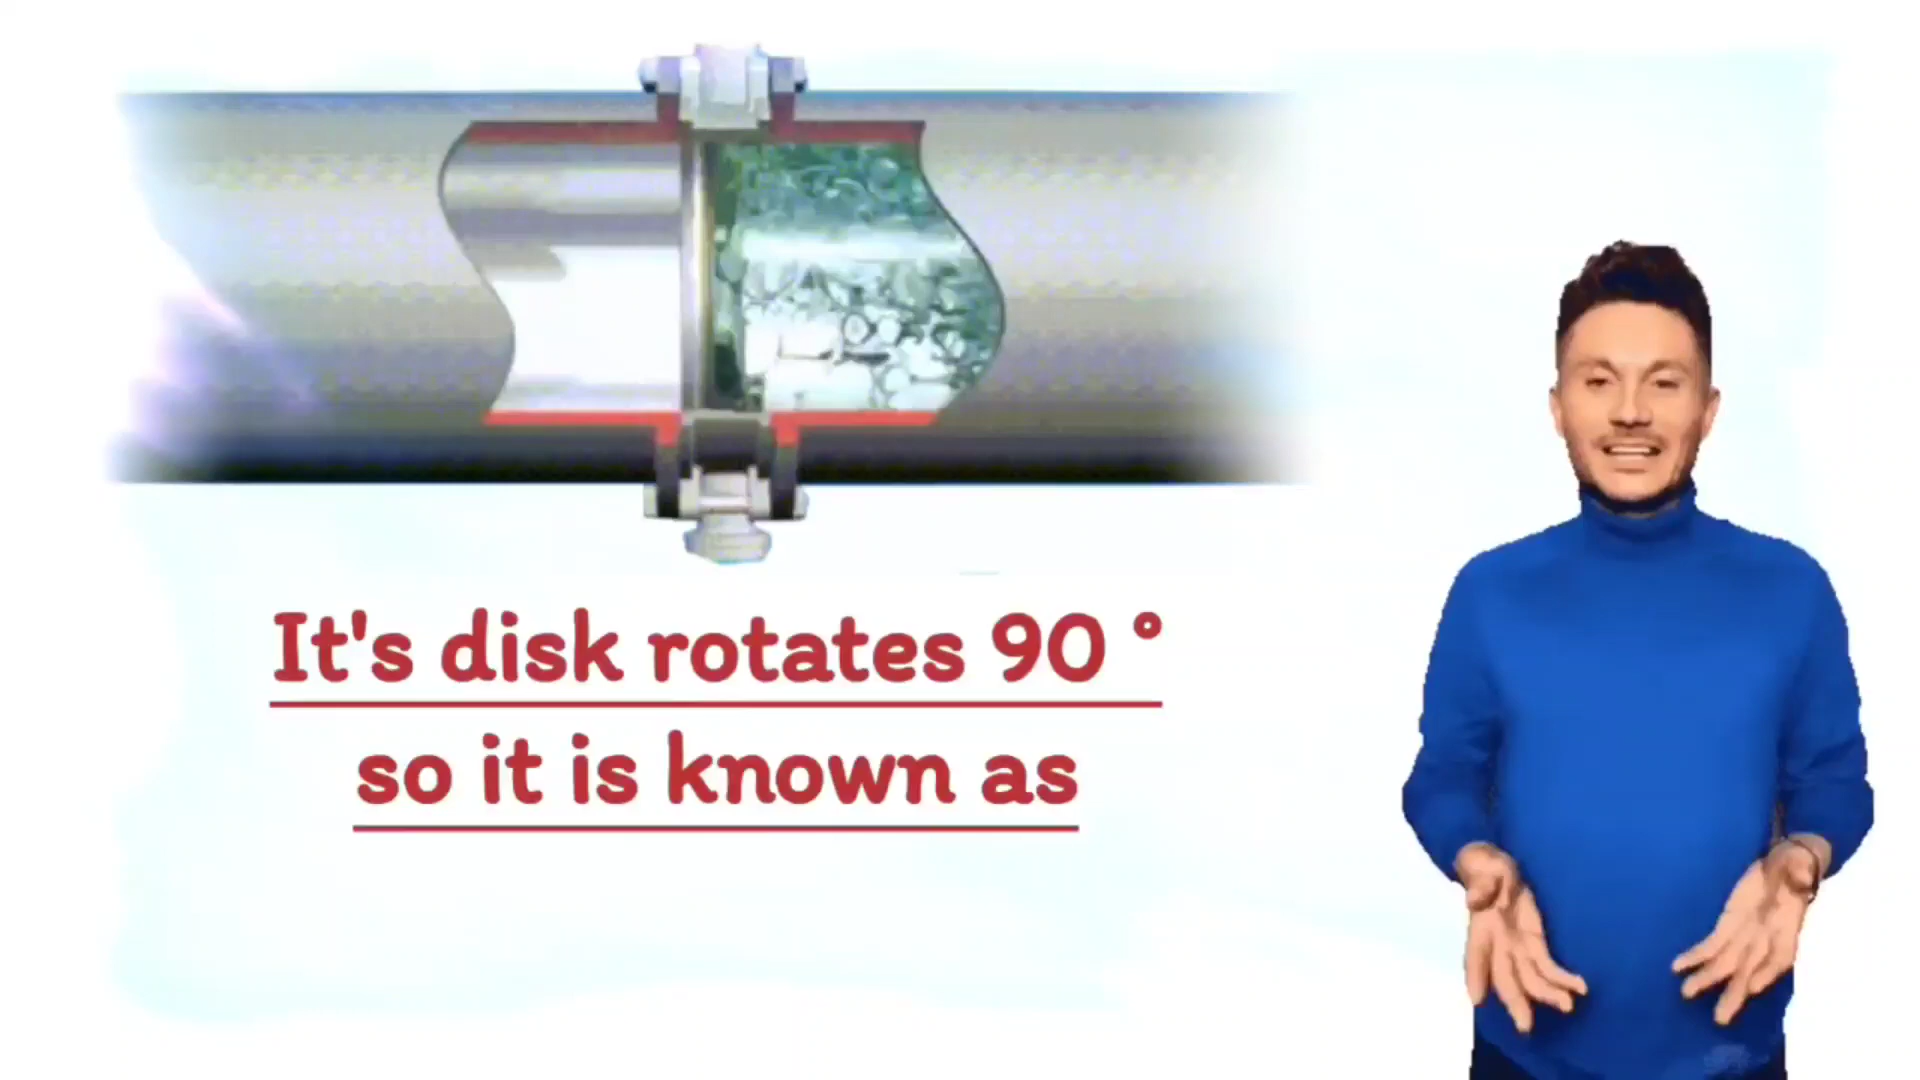 It's disk rotates 90 °
so it is known as